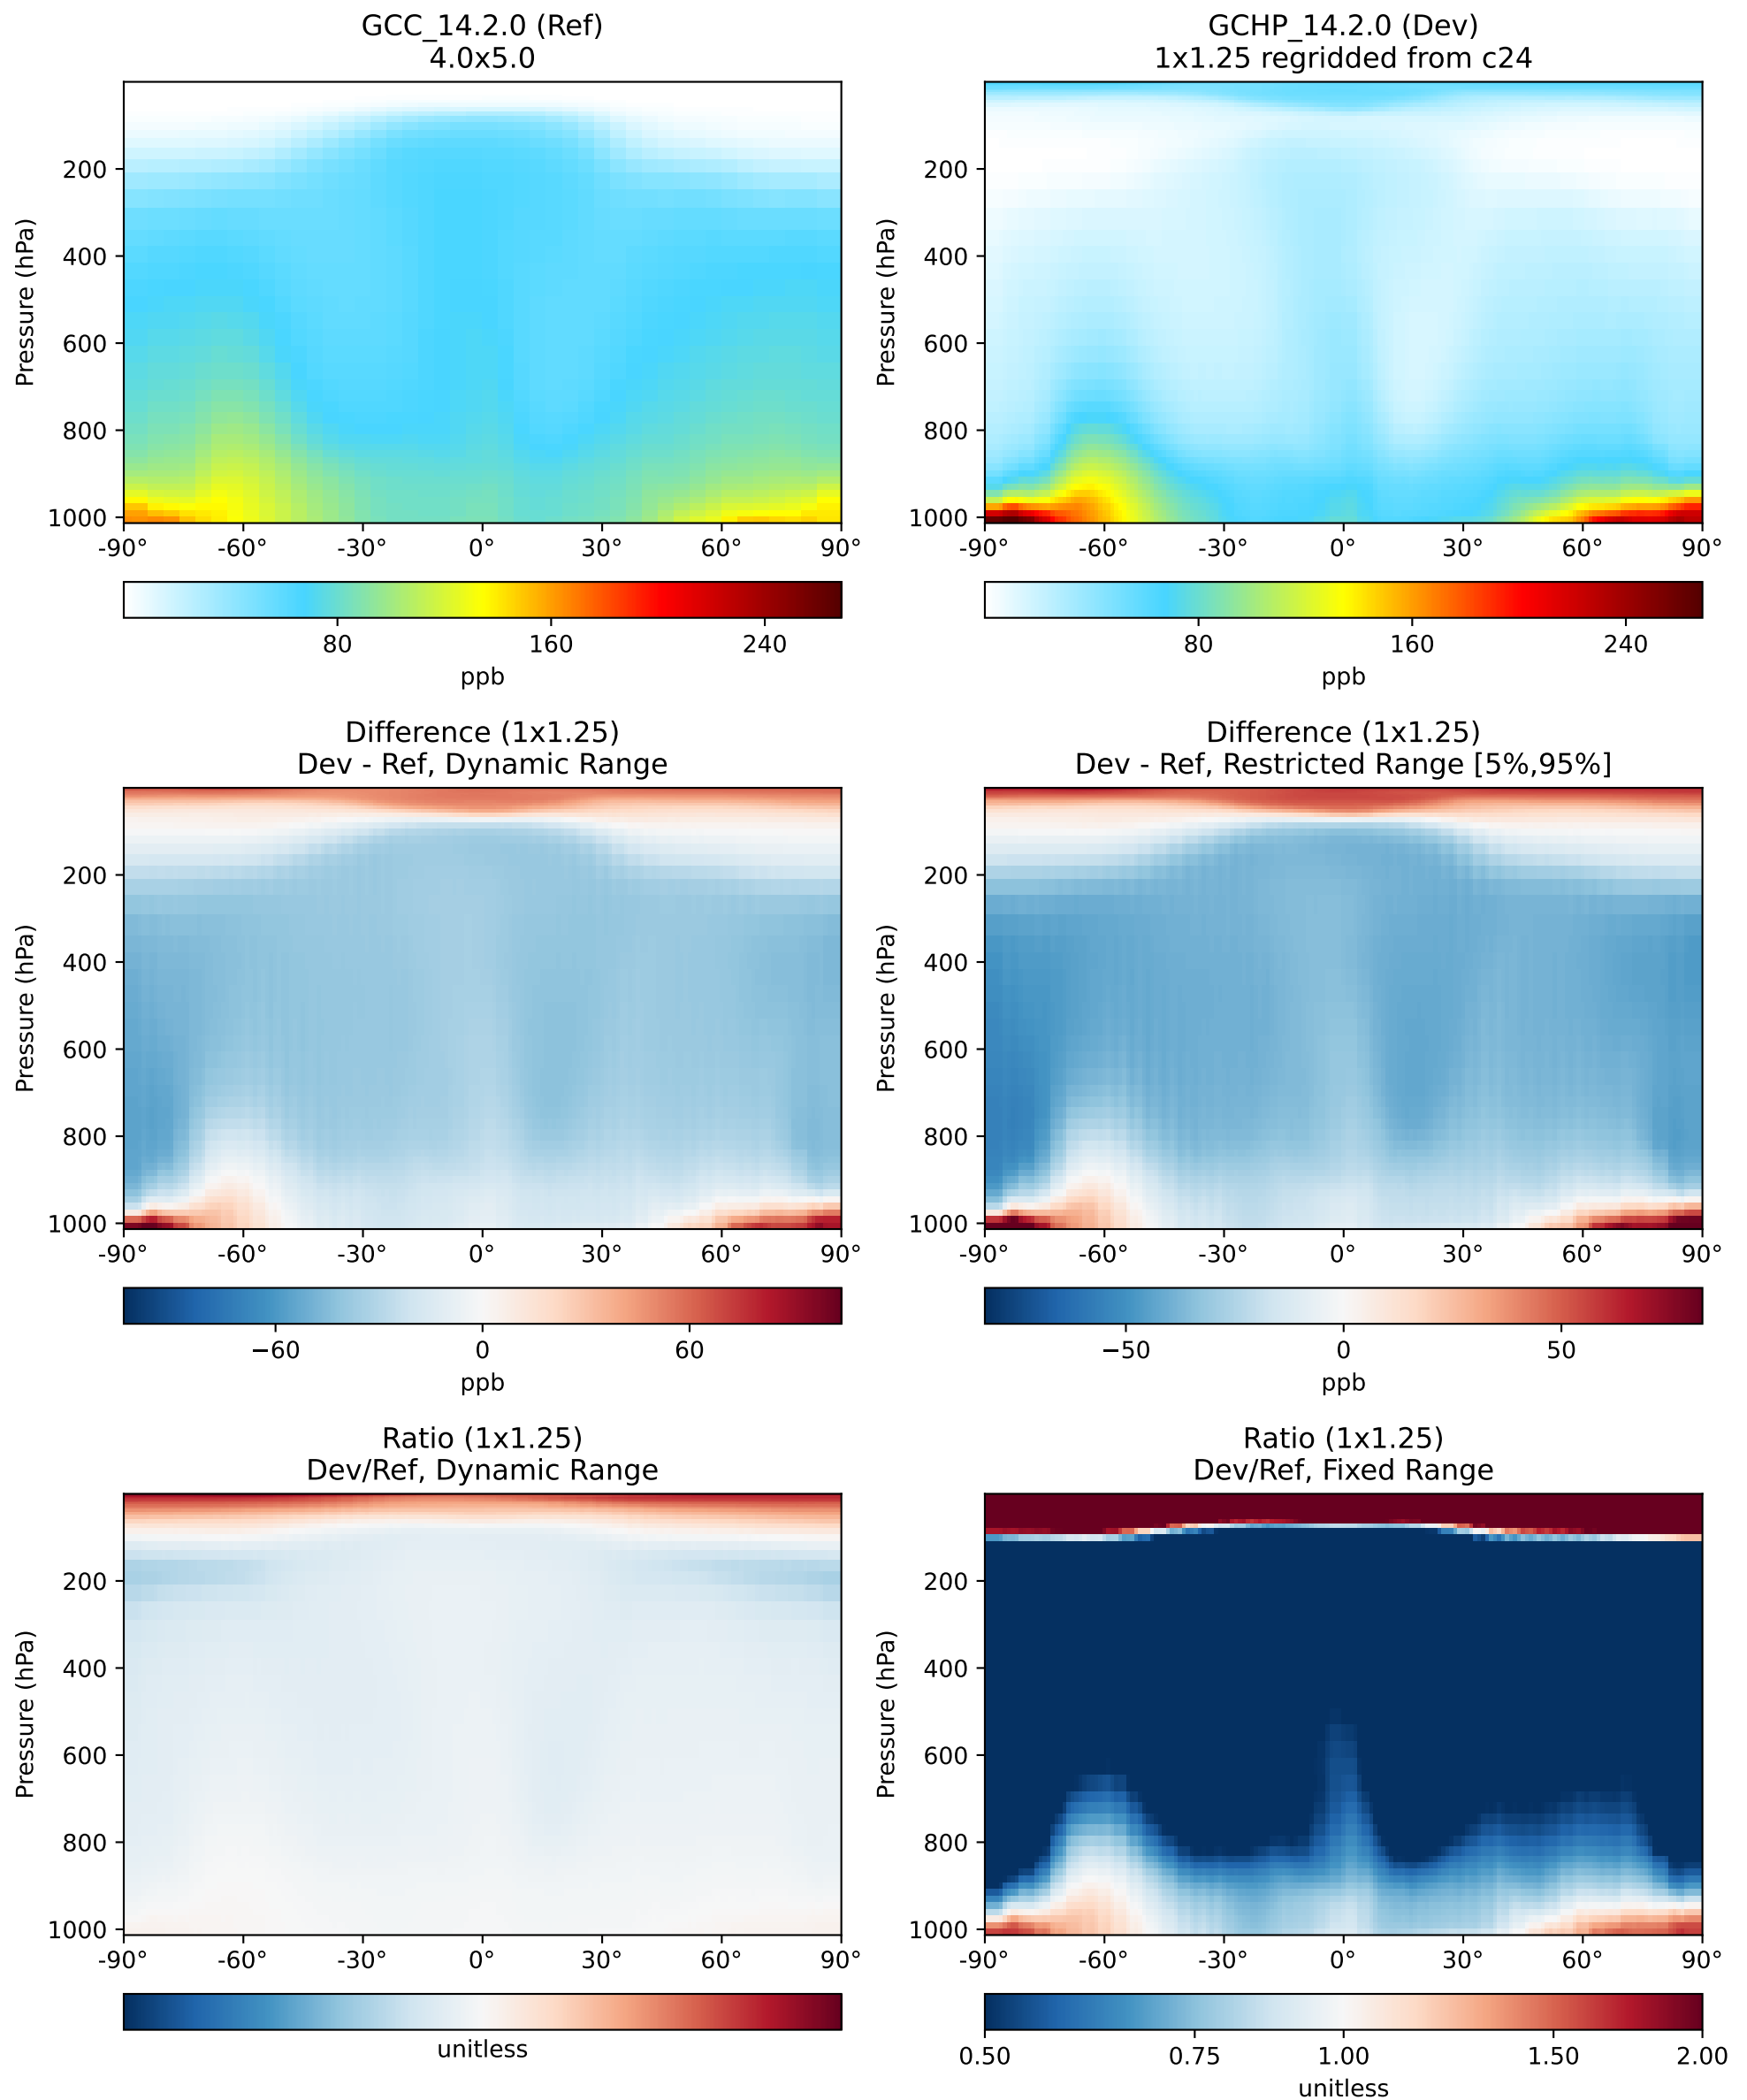 GCC_14.2.0 (Ref)
4.0x5.0
Pressure (hPa)
200
400
600
800
1000
-90° -60° -30° 0° 30° 60° 90°
80 160 240
ppb
GCHP_14.2.0 (Dev)
1x1.25 regridded from c24
Pressure (hPa)
200
400
600
800
1000
-90° -60° -30° 0° 30° 60° 90°
80 160 240
ppb
Difference (1x1.25)
Dev - Ref, Dynamic Range
Pressure (hPa)
200
400
600
800
1000
-90° -60° -30° 0° 30° 60° 90°
−60 0 60
ppb
Difference (1x1.25)
Dev - Ref, Restricted Range [5%,95%]
Pressure (hPa)
200
400
600
800
1000
-90° -60° -30° 0° 30° 60° 90°
−50 0 50
ppb
Ratio (1x1.25)
Dev/Ref, Dynamic Range
Pressure (hPa)
200
400
600
800
1000
-90° -60° -30° 0° 30° 60° 90°
unitless
Ratio (1x1.25)
Dev/Ref, Fixed Range
Pressure (hPa)
200
400
600
800
1000
-90° -60° -30° 0° 30° 60° 90°
0.50 0.75 1.00 1.50 2.00
unitless